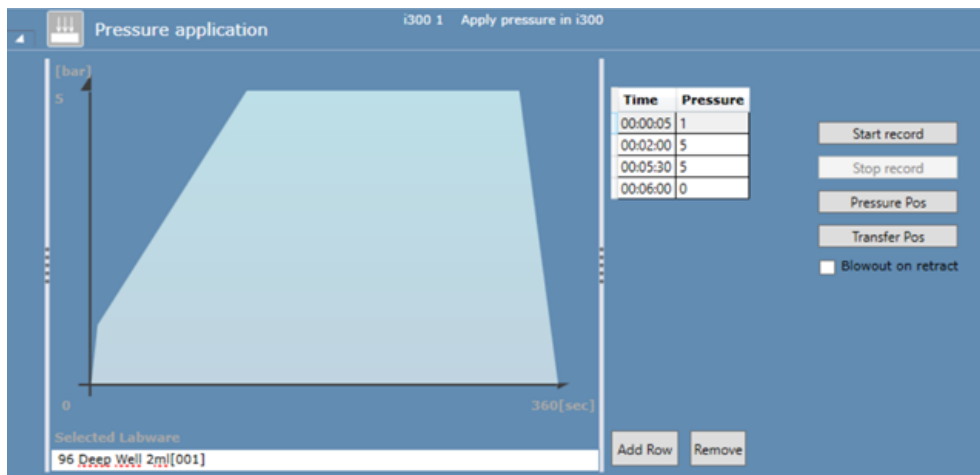 Pressure application
i300 1 Apply pressure in i300
[bar]
5
0
360[sec]
Selected Labware
96 Deep Well 2ml[001]
Time Pressure
00:00:05 1
00:02:00 5
00:05:30 5
00:06:00 0
Add Row Remove
Start record
Stop record
Pressure Pos
Transfer Pos
Blowout on retract